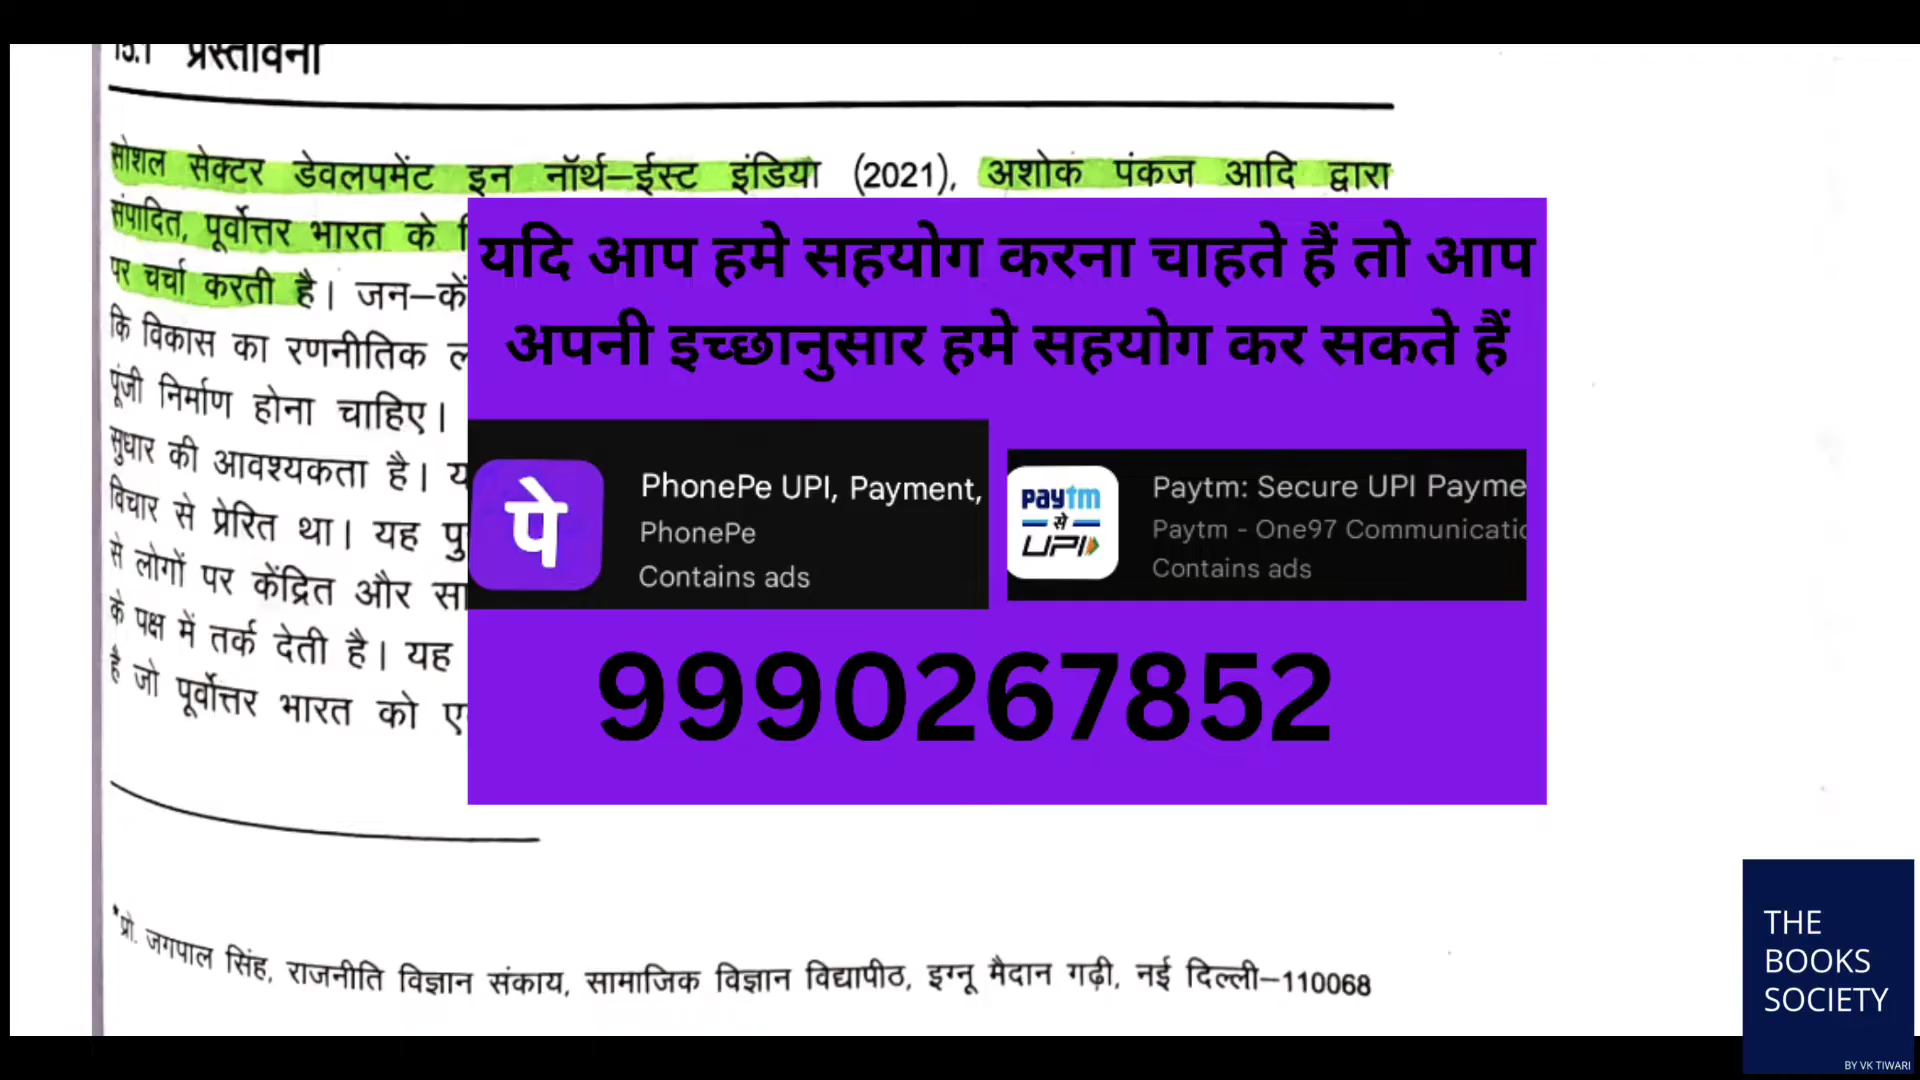 15.1 प्रस्तावना
सोशल सेक्टर डेवलपमेंट इन नॉर्थ–ईस्ट इंडिया (2021), अशोक पंकज आदि द्वारा
संपादित, पूर्वोत्तर भारत के
पर चर्चा करती है। जन–कें
कि विकास का रणनीतिक ल
पूंजी निर्माण होना चाहिए।
सुधार की आवश्यकता है। य
विचार से प्रेरित था। यह पु
से लोगों पर केंद्रित और सा
के पक्ष में तर्क देती है। यह
है जो पूर्वोत्तर भारत को ए
यदि आप हमे सहयोग करना चाहते हैं तो आप
अपनी इच्छानुसार हमे सहयोग कर सकते हैं
पे
PhonePe UPI, Payment,
PhonePe
Contains ads
paytm
से
UPI
Paytm: Secure UPI Payme
Paytm - One97 Communicatic
Contains ads
9990267852
*प्रो. जगपाल सिंह, राजनीति विज्ञान संकाय, सामाजिक विज्ञान विद्यापीठ, इग्नू मैदान गढ़ी, नई दिल्ली–110068
THE
BOOKS
SOCIETY
BY VK TIWARI